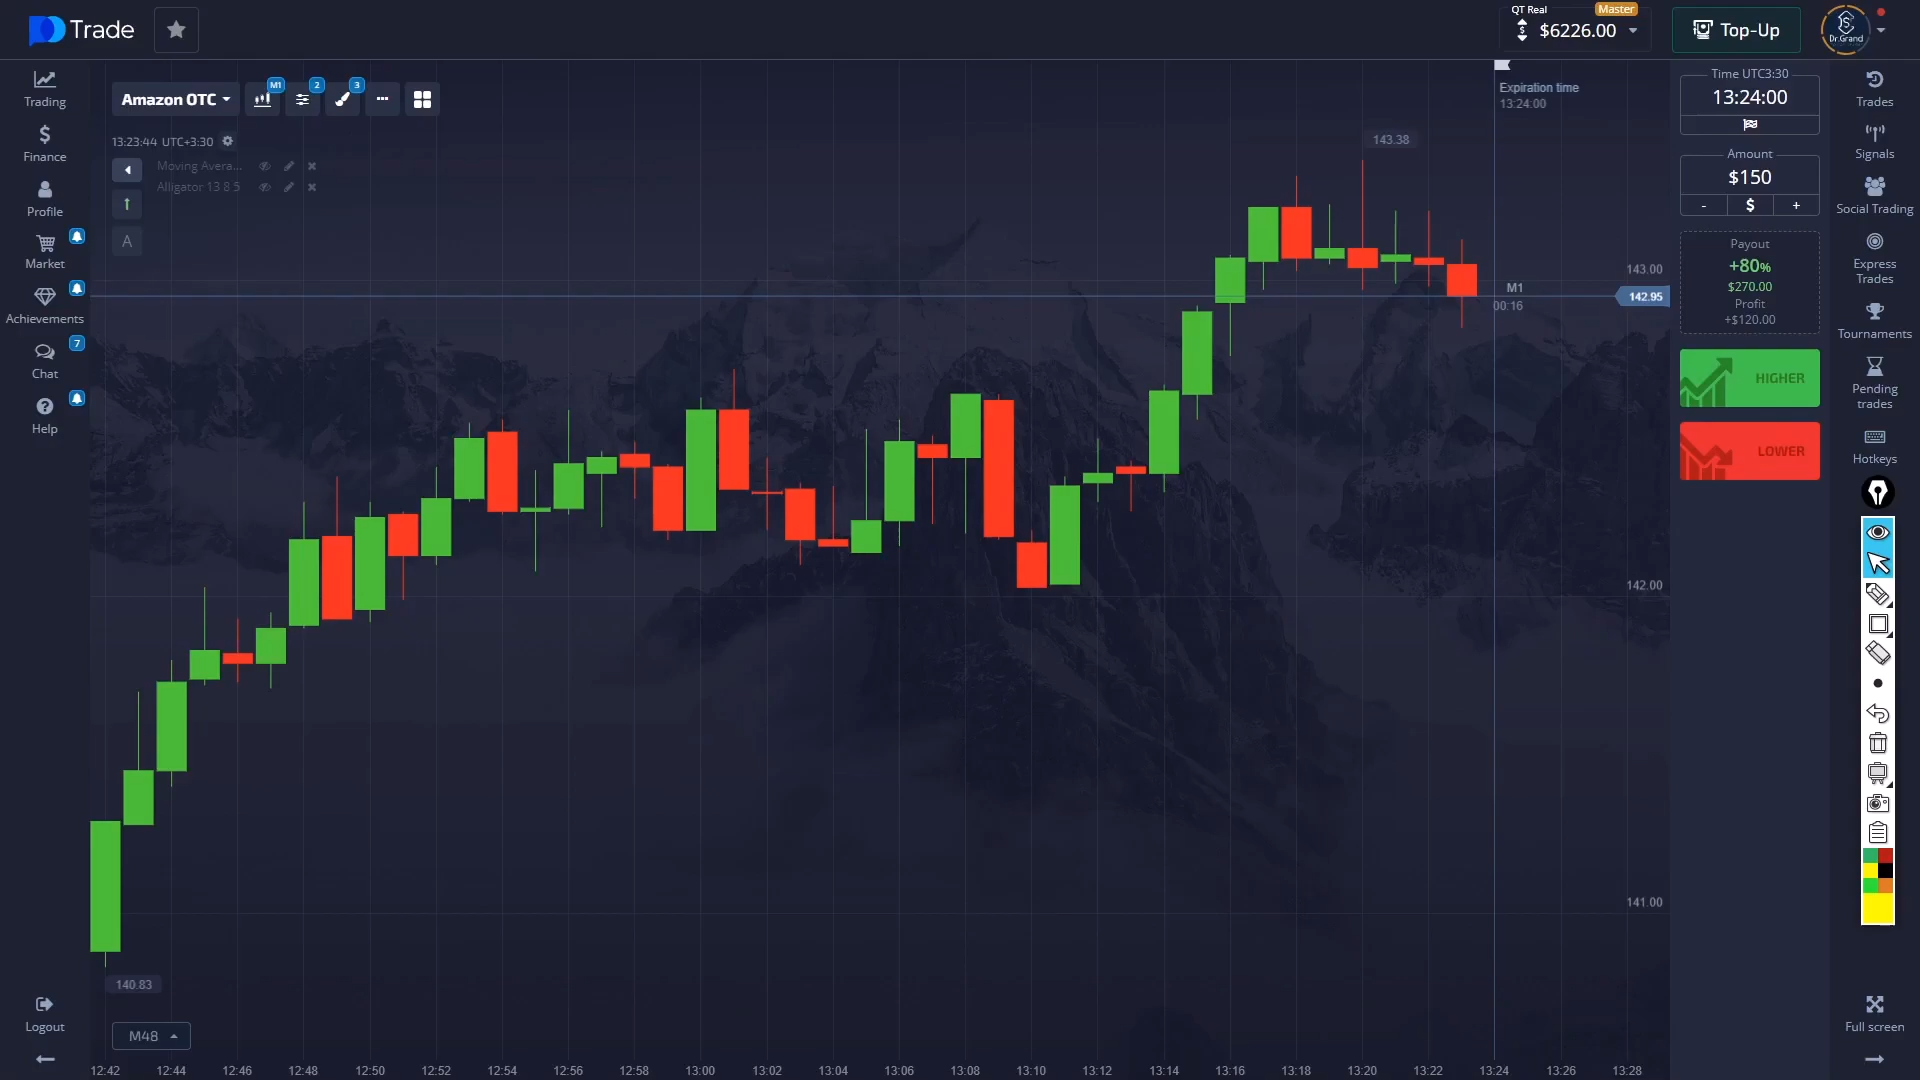 Trade
QT Real
Master
$6226.00
Top-Up
Dr.Grand
Trading
Finance
Profile
Market
Achievements
7
Chat
Help
Logout
Amazon OTC
M1
2
3
13:23:44 UTC+3:30
Moving Avera...
Alligator 13 8 5
A
Expiration time
13:24:00
143.38
143.00
M1
00:16
142.95
142.00
141.00
140.83
M48
12:42 12:44 12:46 12:48 12:50 12:52 12:54 12:56 12:58 13:00 13:02 13:04 13:06 13:08 13:10 13:12 13:14 13:16 13:18 13:20 13:22 13:24 13:26 13:28
Time UTC3:30
13:24:00
Amount
$150
- $ +
Payout
+80%
$270.00
Profit
+$120.00
HIGHER
LOWER
Trades
Signals
Social Trading
Express
Trades
Tournaments
Pending
trades
Hotkeys
Full screen